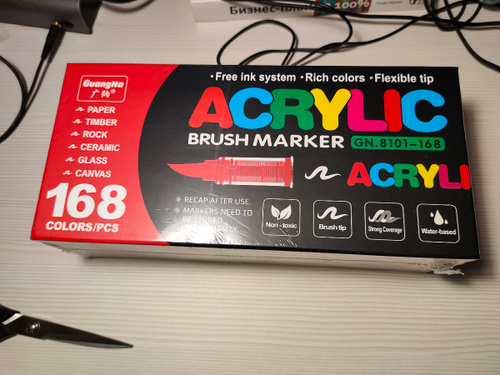 Бизнес-пла
100%
GuangNa
广纳®
PAPER
TIMBER
ROCK
CERAMIC
GLASS
CANVAS
168
COLORS/PCS
·Free ink system ·Rich colors ·Flexible tip
ACRYLIC
BRUSH MARKER GN.8101-168
ACRYLI
RECAP AFTER USE.
MARKERS NEED TO
Non-toxic
Brush tip
Strong Coverage
Water-based